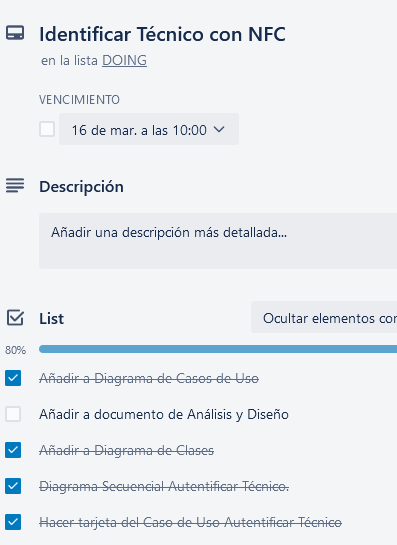 Identificar Técnico con NFC
en la lista DOING
VENCIMIENTO
16 de mar. a las 10:00
Descripción
Añadir una descripción más detallada...
List
Ocultar elementos con
80%
Añadir a Diagrama de Casos de Uso
Añadir a documento de Análisis y Diseño
Añadir a Diagrama de Clases
Diagrama Secuencial Autentificar Técnico.
Hacer tarjeta del Caso de Uso Autentificar Técnico